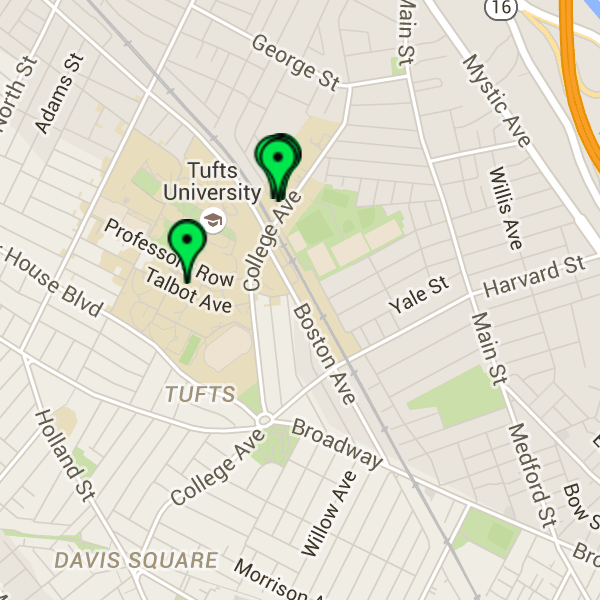 16
Main St
George St
Mystic Ave
North St
Adams St
Tufts
University
Willis Ave
College Ave
Professors Row
Talbot Ave
House Blvd
Harvard St
Yale St
Boston Ave
Main St
TUFTS
Holland St
College Ave
Broadway
Medford St
Willow Ave
Bow S
DAVIS SQUARE
Morrison
Bro